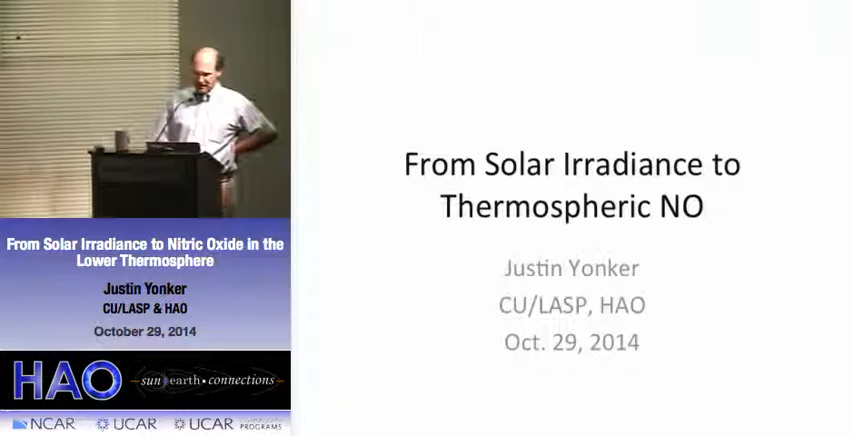 From Solar Irradiance to Nitric Oxide in the
Lower Thermosphere
Justin Yonker
CU/LASP & HAO
October 29, 2014
HAO
sun earth • connections
NCAR
UCAR
UCAR
PROGRAMS
From Solar Irradiance to
Thermospheric NO
Justin Yonker
CU/LASP, HAO
Oct. 29, 2014